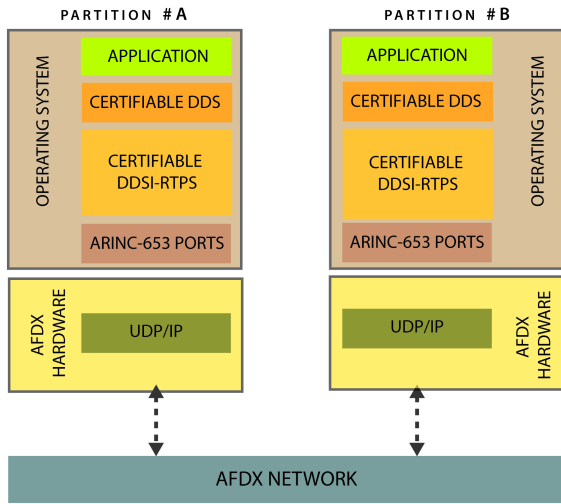 PARTITION #A
OPERATING SYSTEM
APPLICATION
CERTIFIABLE DDS
CERTIFIABLE
DDSI-RTPS
ARINC-653 PORTS
AFDX
HARDWARE
UDP/IP
PARTITION #B
APPLICATION
CERTIFIABLE DDS
CERTIFIABLE
DDSI-RTPS
ARINC-653 PORTS
OPERATING SYSTEM
UDP/IP
AFDX
HARDWARE
AFDX NETWORK